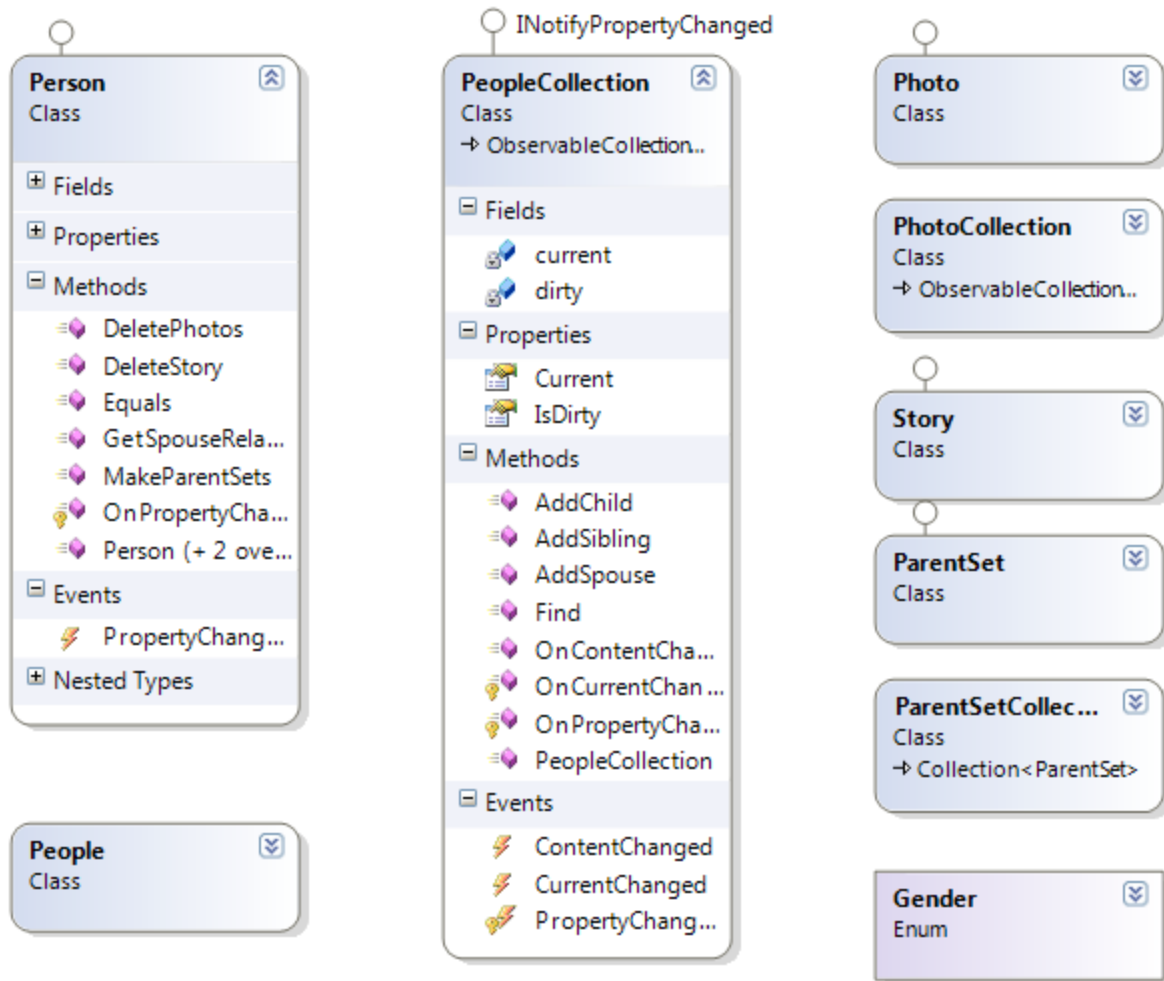 Person
Class
Fields
Properties
Methods
DeletePhotos
DeleteStory
Equals
GetSpouseRela...
MakeParentSets
OnPropertyCha...
Person (+ 2 ove...
Events
PropertyChang...
Nested Types
People
Class
INotifyPropertyChanged
PeopleCollection
Class
ObservableCollection...
Fields
current
dirty
Properties
Current
IsDirty
Methods
AddChild
AddSibling
AddSpouse
Find
OnContentCha...
OnCurrentChan...
OnPropertyCha...
PeopleCollection
Events
ContentChanged
CurrentChanged
PropertyChang...
Photo
Class
PhotoCollection
Class
ObservableCollection...
Story
Class
ParentSet
Class
ParentSetCollec...
Class
Collection<ParentSet>
Gender
Enum